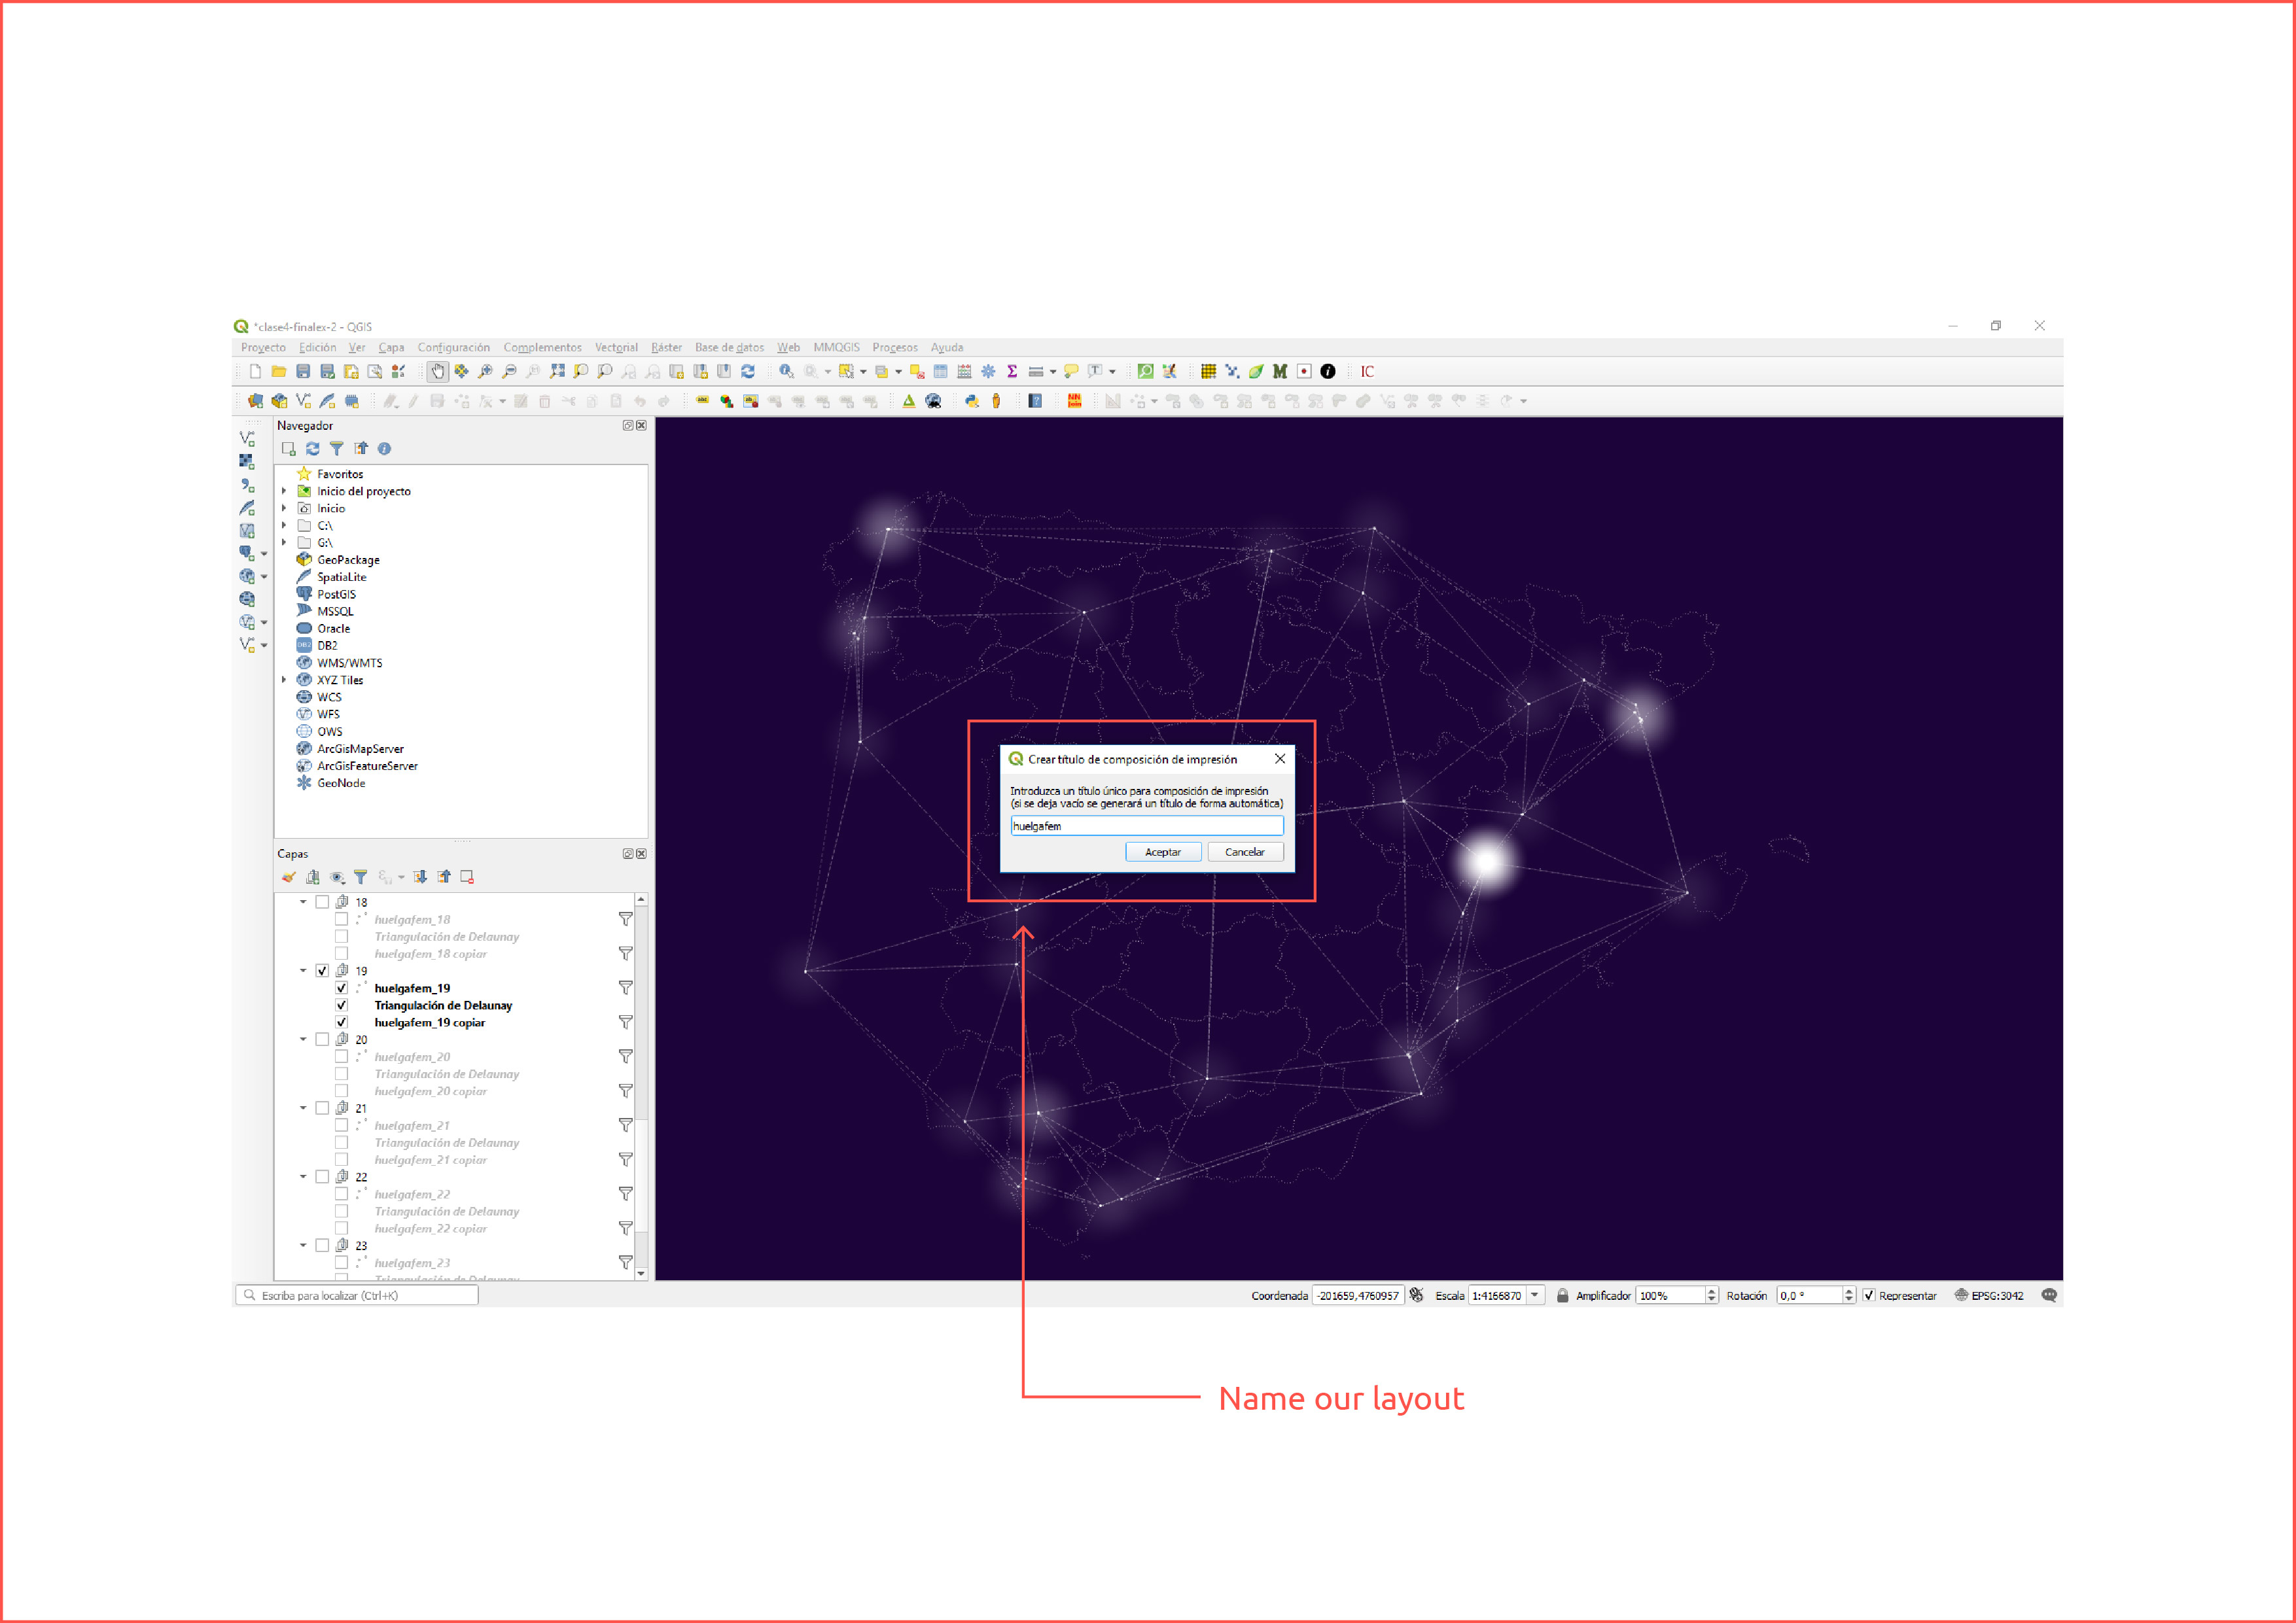 *clase4-finalex-2 - QGIS
Proyecto Edición Ver Capa Configuración Complementos Vectorial Ráster Base de datos Web MMQGIS Procesos Ayuda
IC
Navegador
Favoritos
Inicio del proyecto
Inicio
C:\
G:\
GeoPackage
SpatiaLite
PostGIS
MSSQL
Oracle
DB2
WMS/WMTS
XYZ Tiles
WCS
WFS
OWS
ArcGisMapServer
ArcGisFeatureServer
GeoNode
Crear título de composición de impresión
Introduzca un título único para composición de impresión
(si se deja vacío se generará un título de forma automática)
huelgafem
Aceptar Cancelar
Capas
18
huelgafem_18
Triangulación de Delaunay
huelgafem_18 copiar
19
huelgafem_19
Triangulación de Delaunay
huelgafem_19 copiar
20
huelgafem_20
Triangulación de Delaunay
huelgafem_20 copiar
21
huelgafem_21
Triangulación de Delaunay
huelgafem_21 copiar
22
huelgafem_22
Triangulación de Delaunay
huelgafem_22 copiar
23
huelgafem_23
Triangulación de Delaunay
Escriba para localizar (Ctrl+K)
Coordenada -201659,4760957 Escala 1:4166870 Amplificador 100% Rotación 0,0 ° Representar EPSG:3042
Name our layout